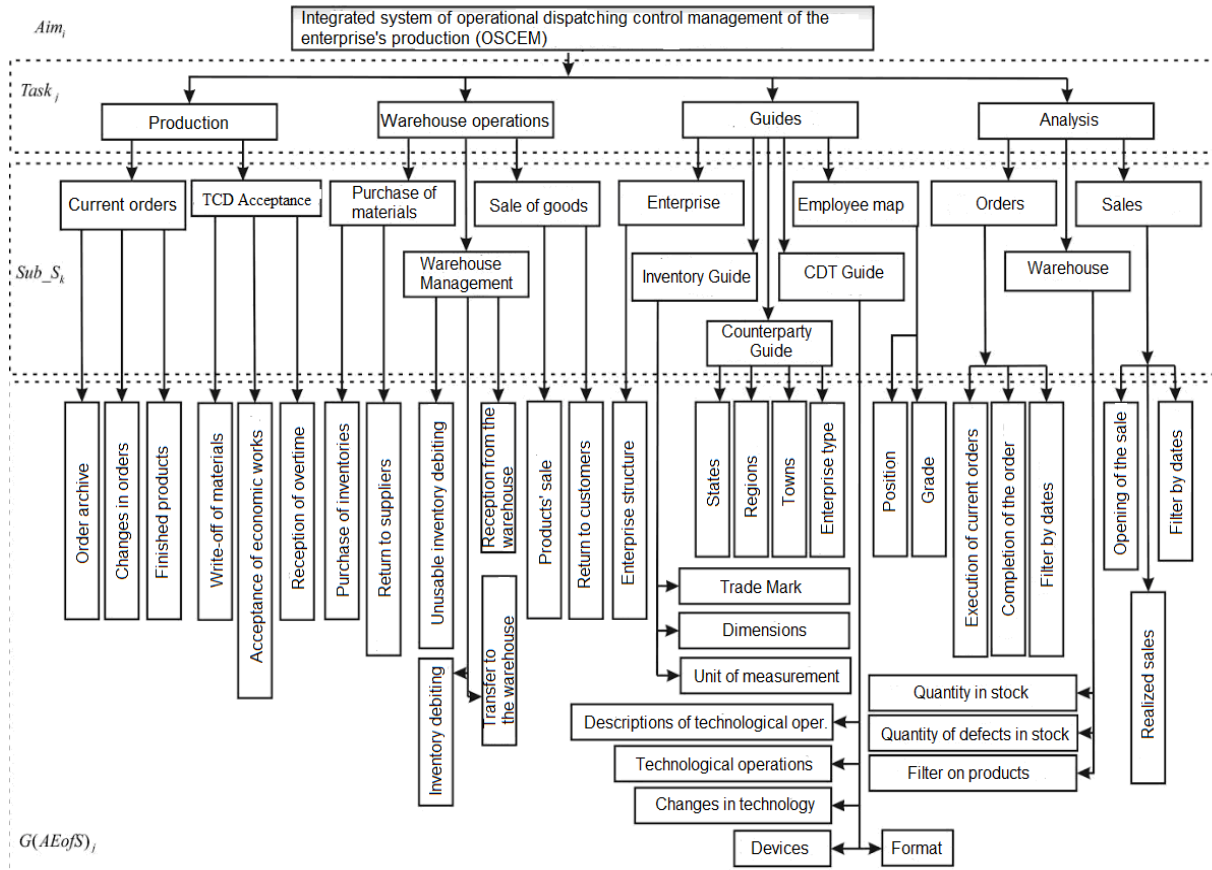 Aim_i
Integrated system of operational dispatching control management of the
enterprise's production (OSCEM)
Task_j
Production
Warehouse operations
Guides
Analysis
Sub_S_k
Current orders
TCD Acceptance
Purchase of
materials
Sale of goods
Enterprise
Employee map
Orders
Sales
Warehouse
Management
Inventory Guide
CDT Guide
Warehouse
Counterparty
Guide
Order archive
Changes in orders
Finished products
Write-off of materials
Acceptance of economic works
Reception of overtime
Purchase of inventories
Return to suppliers
Unusable inventory debiting
Reception from the
warehouse
Products' sale
Return to customers
Enterprise structure
States
Regions
Towns
Enterprise type
Position
Grade
Execution of current orders
Completion of the order
Filter by dates
Opening of the sale
Filter by dates
Inventory debiting
Transfer to
the warehouse
Trade Mark
Dimensions
Unit of measurement
Realized sales
Quantity in stock
Quantity of defects in stock
Filter on products
Descriptions of technological oper.
Technological operations
Changes in technology
Devices
Format
G(AEofS)_j